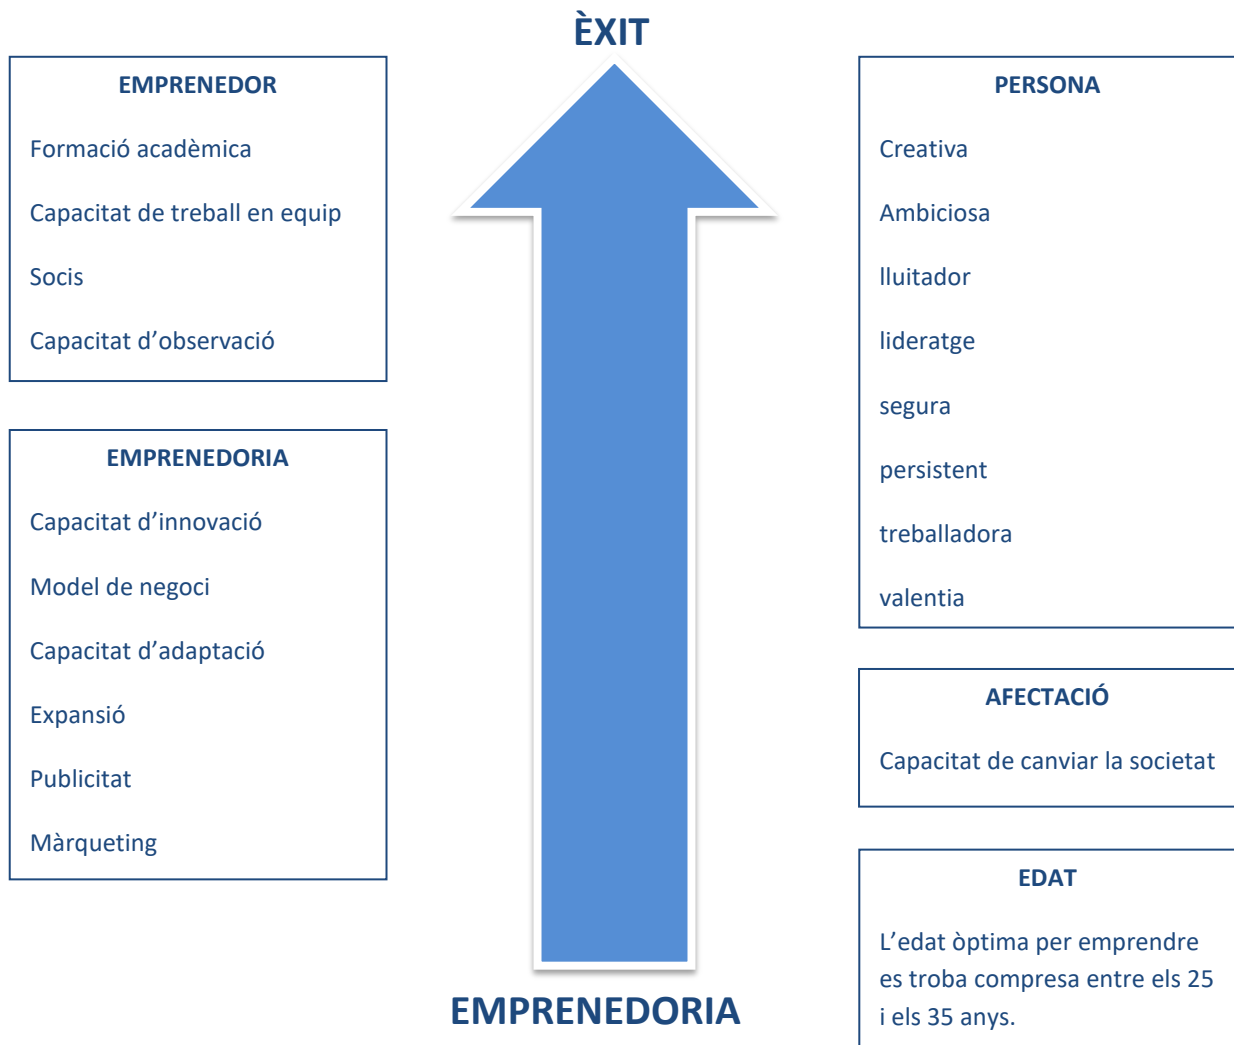 ÈXIT
EMPRENEDOR
Formació acadèmica
Capacitat de treball en equip
Socis
Capacitat d’observació
EMPRENEDORIA
Capacitat d’innovació
Model de negoci
Capacitat d’adaptació
Expansió
Publicitat
Màrqueting
PERSONA
Creativa
Ambiciosa
lluitador
lideratge
segura
persistent
treballadora
valentia
AFECTACIÓ
Capacitat de canviar la societat
EDAT
L’edat òptima per emprendre
es troba compresa entre els 25
i els 35 anys.
EMPRENEDORIA